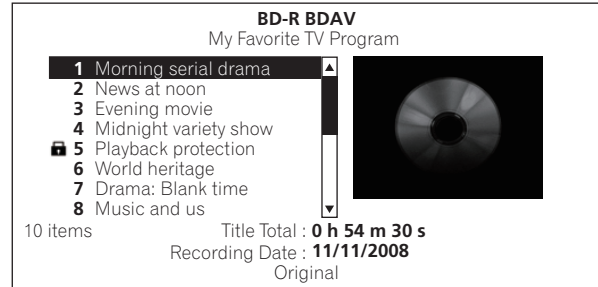 BD-R BDAV
My Favorite TV Program
1 Morning serial drama
2 News at noon
3 Evening movie
4 Midnight variety show
5 Playback protection
6 World heritage
7 Drama: Blank time
8 Music and us
10 items Title Total : 0 h 54 m 30 s
Recording Date : 11/11/2008
Original